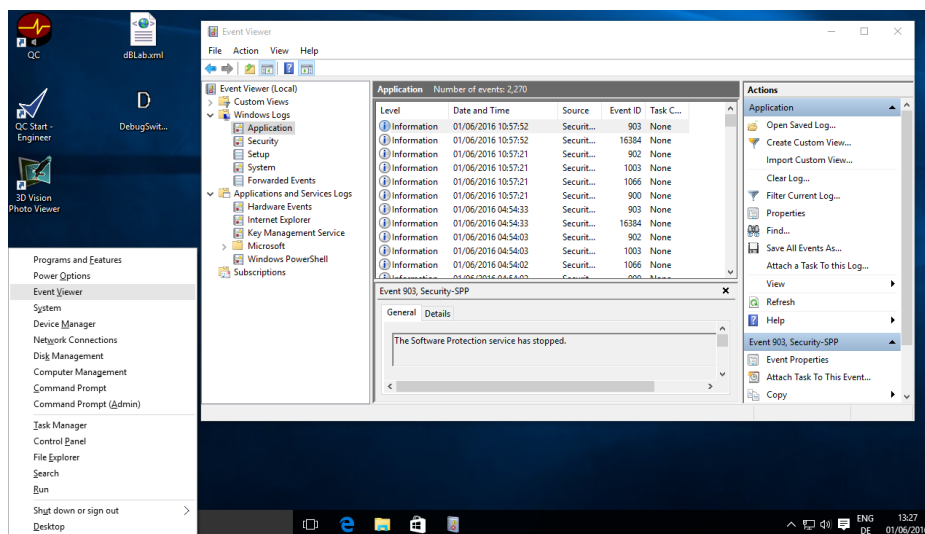 QC
dBLab.xml
QC Start -
Engineer
DebugSwit...
3D Vision
Photo Viewer
Event Viewer
File Action View Help
Event Viewer (Local)
Custom Views
Windows Logs
Application
Security
Setup
System
Forwarded Events
Applications and Services Logs
Hardware Events
Internet Explorer
Key Management Service
Microsoft
Windows PowerShell
Subscriptions
Application Number of events: 2,270
Level Date and Time Source Event ID Task C...
Information 01/06/2016 10:57:52 Securit... 903 None
Information 01/06/2016 10:57:52 Securit... 16384 None
Information 01/06/2016 10:57:21 Securit... 902 None
Information 01/06/2016 10:57:21 Securit... 1003 None
Information 01/06/2016 10:57:21 Securit... 1066 None
Information 01/06/2016 10:57:21 Securit... 900 None
Information 01/06/2016 04:54:33 Securit... 903 None
Information 01/06/2016 04:54:33 Securit... 16384 None
Information 01/06/2016 04:54:03 Securit... 902 None
Information 01/06/2016 04:54:03 Securit... 1003 None
Information 01/06/2016 04:54:02 Securit... 1066 None
Event 903, Security-SPP
General Details
The Software Protection service has stopped.
Actions
Application
Open Saved Log...
Create Custom View...
Import Custom View...
Clear Log...
Filter Current Log...
Properties
Find...
Save All Events As...
Attach a Task To this Log...
View
Refresh
Help
Event 903, Security-SPP
Event Properties
Attach Task To This Event...
Copy
Programs and Features
Power Options
Event Viewer
System
Device Manager
Network Connections
Disk Management
Computer Management
Command Prompt
Command Prompt (Admin)
Task Manager
Control Panel
File Explorer
Search
Run
Shut down or sign out
Desktop
ENG 13:27
DE 01/06/201